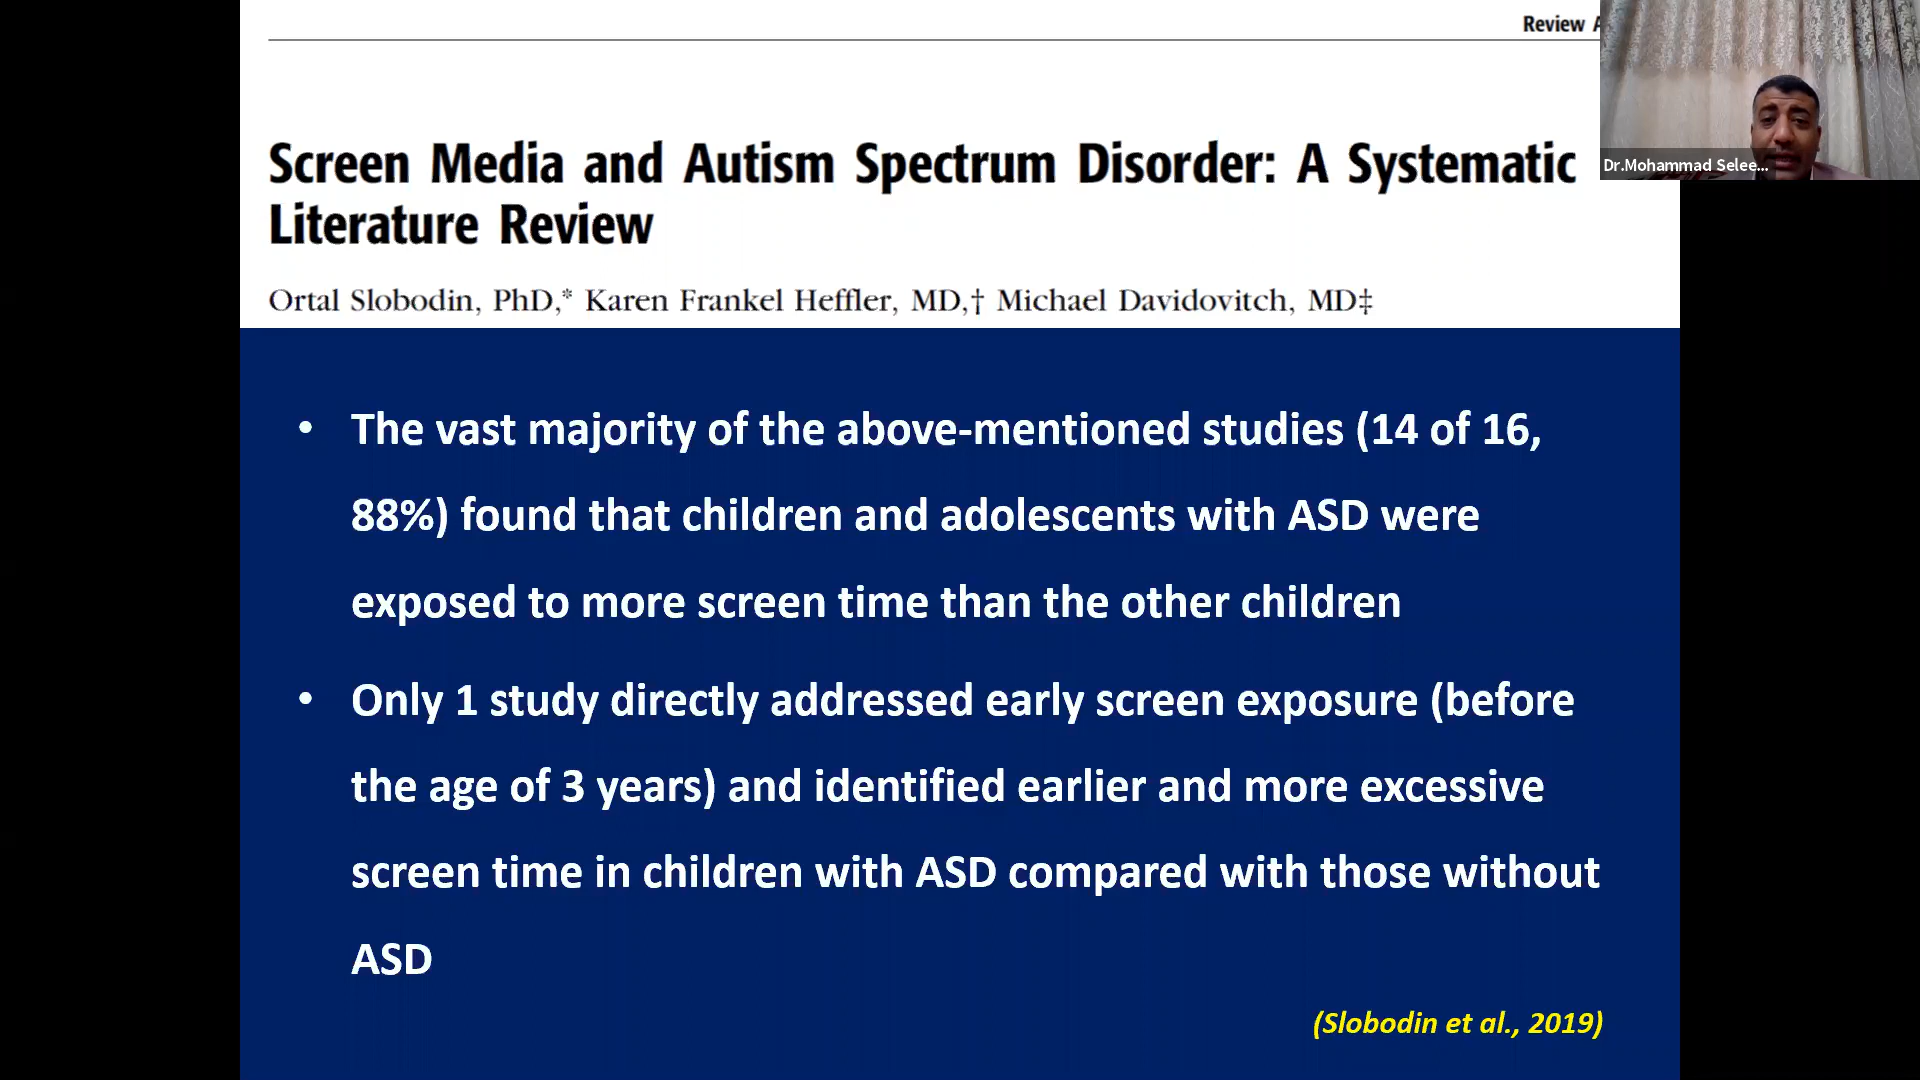 Review
Dr.Mohammad Selee...
Screen Media and Autism Spectrum Disorder: A Systematic
Literature Review
Ortal Slobodin, PhD,* Karen Frankel Heffler, MD,† Michael Davidovitch, MD‡
• The vast majority of the above-mentioned studies (14 of 16,
88%) found that children and adolescents with ASD were
exposed to more screen time than the other children
• Only 1 study directly addressed early screen exposure (before
the age of 3 years) and identified earlier and more excessive
screen time in children with ASD compared with those without
ASD
(Slobodin et al., 2019)